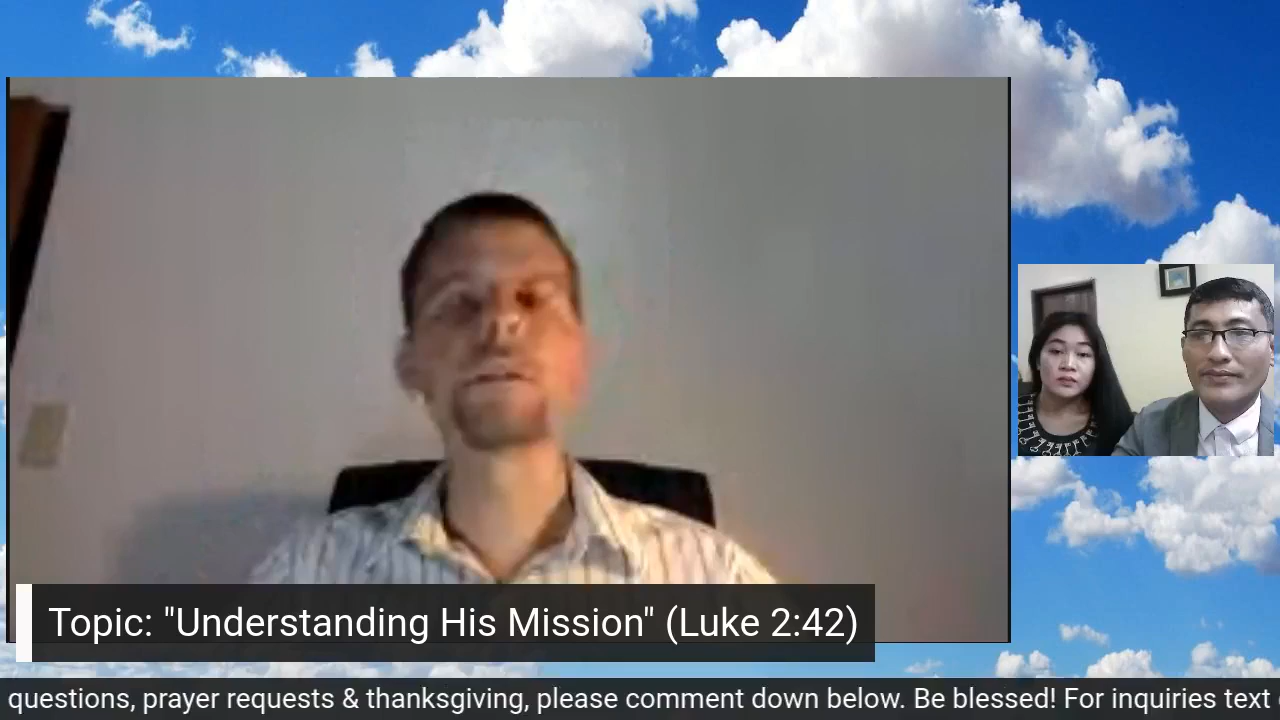 Topic: "Understanding His Mission" (Luke 2:42)
questions, prayer requests & thanksgiving, please comment down below. Be blessed! For inquiries text